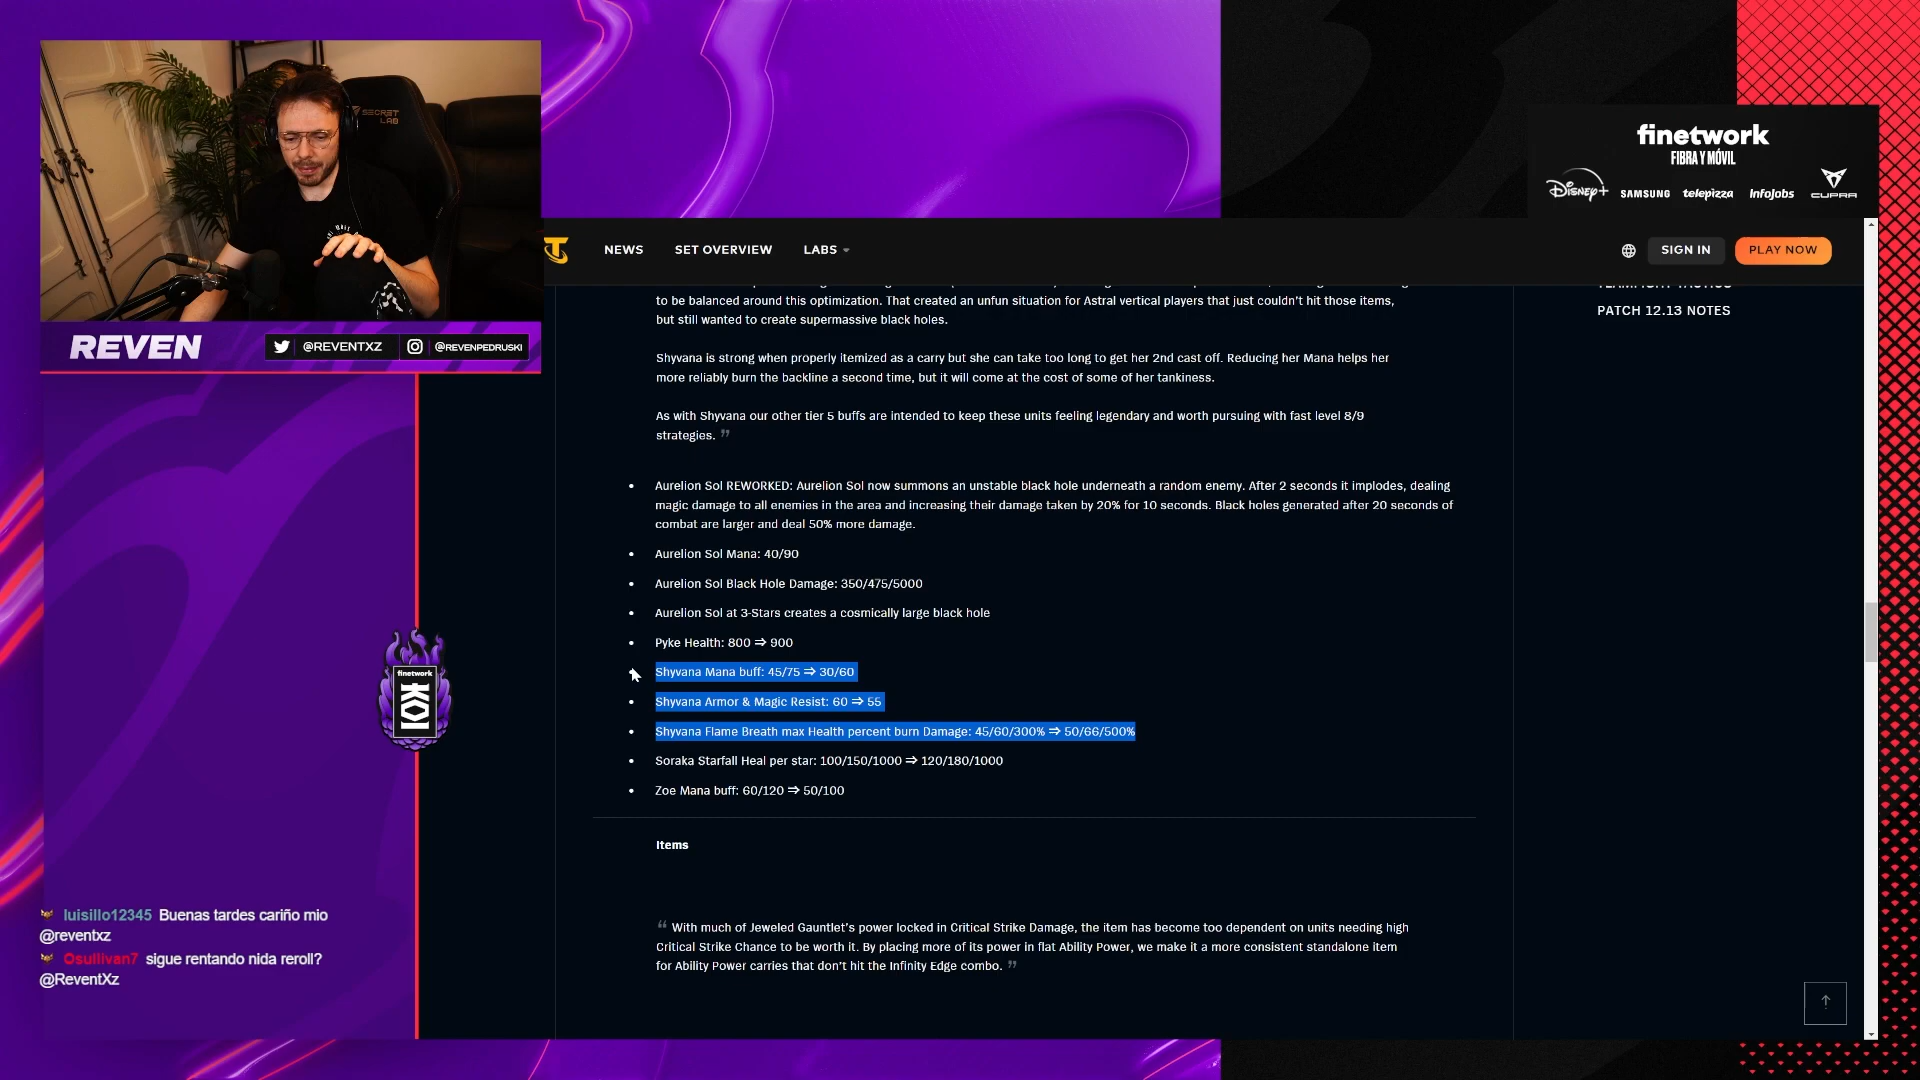 SECRET
LAB
REVEN
@REVENTXZ
@REVENPEDRUSKI
finetwork
FIBRA Y MÓVIL
Disney+ SAMSUNG telepizza InfoJobs CUPRA
NEWS SET OVERVIEW LABS SIGN IN PLAY NOW
PATCH 12.13 NOTES
to be balanced around this optimization. That created an unfun situation for Astral vertical players that just couldn't hit those items,
but still wanted to create supermassive black holes.
Shyvana is strong when properly itemized as a carry but she can take too long to get her 2nd cast off. Reducing her Mana helps her
more reliably burn the backline a second time, but it will come at the cost of some of her tankiness.
As with Shyvana our other tier 5 buffs are intended to keep these units feeling legendary and worth pursuing with fast level 8/9
strategies. ”
• Aurelion Sol REWORKED: Aurelion Sol now summons an unstable black hole underneath a random enemy. After 2 seconds it implodes, dealing
magic damage to all enemies in the area and increasing their damage taken by 20% for 10 seconds. Black holes generated after 20 seconds of
combat are larger and deal 50% more damage.
• Aurelion Sol Mana: 40/90
• Aurelion Sol Black Hole Damage: 350/475/5000
• Aurelion Sol at 3-Stars creates a cosmically large black hole
• Pyke Health: 800 ⇒ 900
• Shyvana Mana buff: 45/75 ⇒ 30/60
• Shyvana Armor & Magic Resist: 60 ⇒ 55
• Shyvana Flame Breath max Health percent burn Damage: 45/60/300% ⇒ 50/66/500%
• Soraka Starfall Heal per star: 100/150/1000 ⇒ 120/180/1000
• Zoe Mana buff: 60/120 ⇒ 50/100
Items
“ With much of Jeweled Gauntlet's power locked in Critical Strike Damage, the item has become too dependent on units needing high
Critical Strike Chance to be worth it. By placing more of its power in flat Ability Power, we make it a more consistent standalone item
for Ability Power carries that don't hit the Infinity Edge combo. ”
finetwork
KOI
luisillo12345 Buenas tardes cariño mio
@reventxz
Osullivan7 sigue rentando nida reroll?
@ReventXz